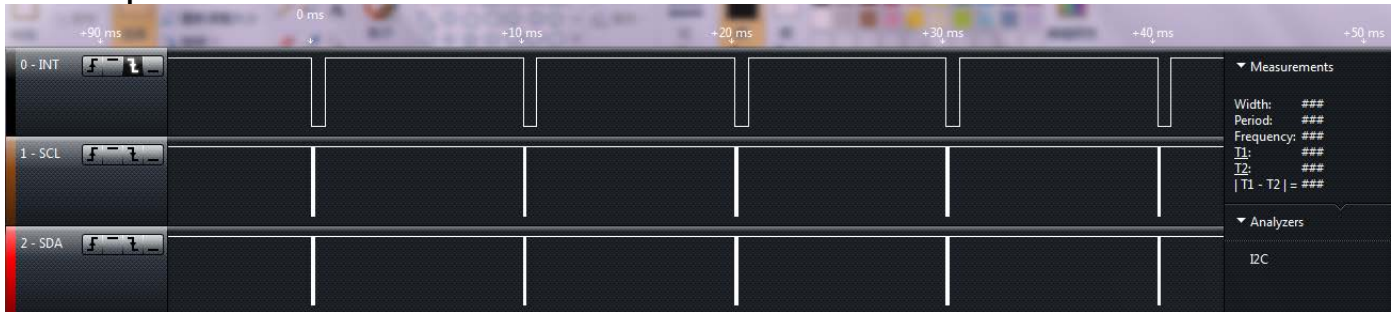 0 ms
+90 ms +10 ms +20 ms +30 ms +40 ms +50 ms
0 - INT
1 - SCL
2 - SDA
Measurements
Width: ###
Period: ###
Frequency: ###
T1: ###
T2: ###
| T1 - T2 | = ###
Analyzers
I2C